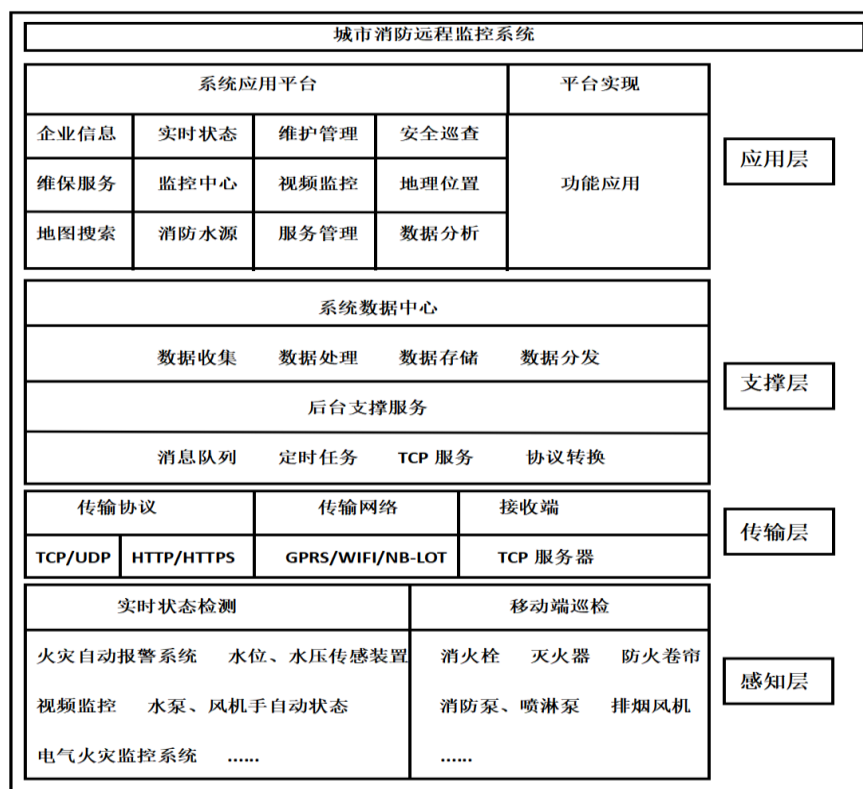 城市消防远程监控系统
系统应用平台 平台实现
企业信息 实时状态 维护管理 安全巡查
应用层
维保服务 监控中心 视频监控 地理位置 功能应用
地图搜索 消防水源 服务管理 数据分析
系统数据中心
数据收集 数据处理 数据存储 数据分发
支撑层
后台支撑服务
消息队列 定时任务 TCP 服务 协议转换
传输协议 传输网络 接收端
传输层
TCP/UDP HTTP/HTTPS GPRS/WIFI/NB-LOT TCP 服务器
实时状态检测 移动端巡检
火灾自动报警系统 水位、水压传感装置 消火栓 灭火器 防火卷帘
感知层
视频监控 水泵、风机手自动状态 消防泵、喷淋泵 排烟风机
电气火灾监控系统 …… ……